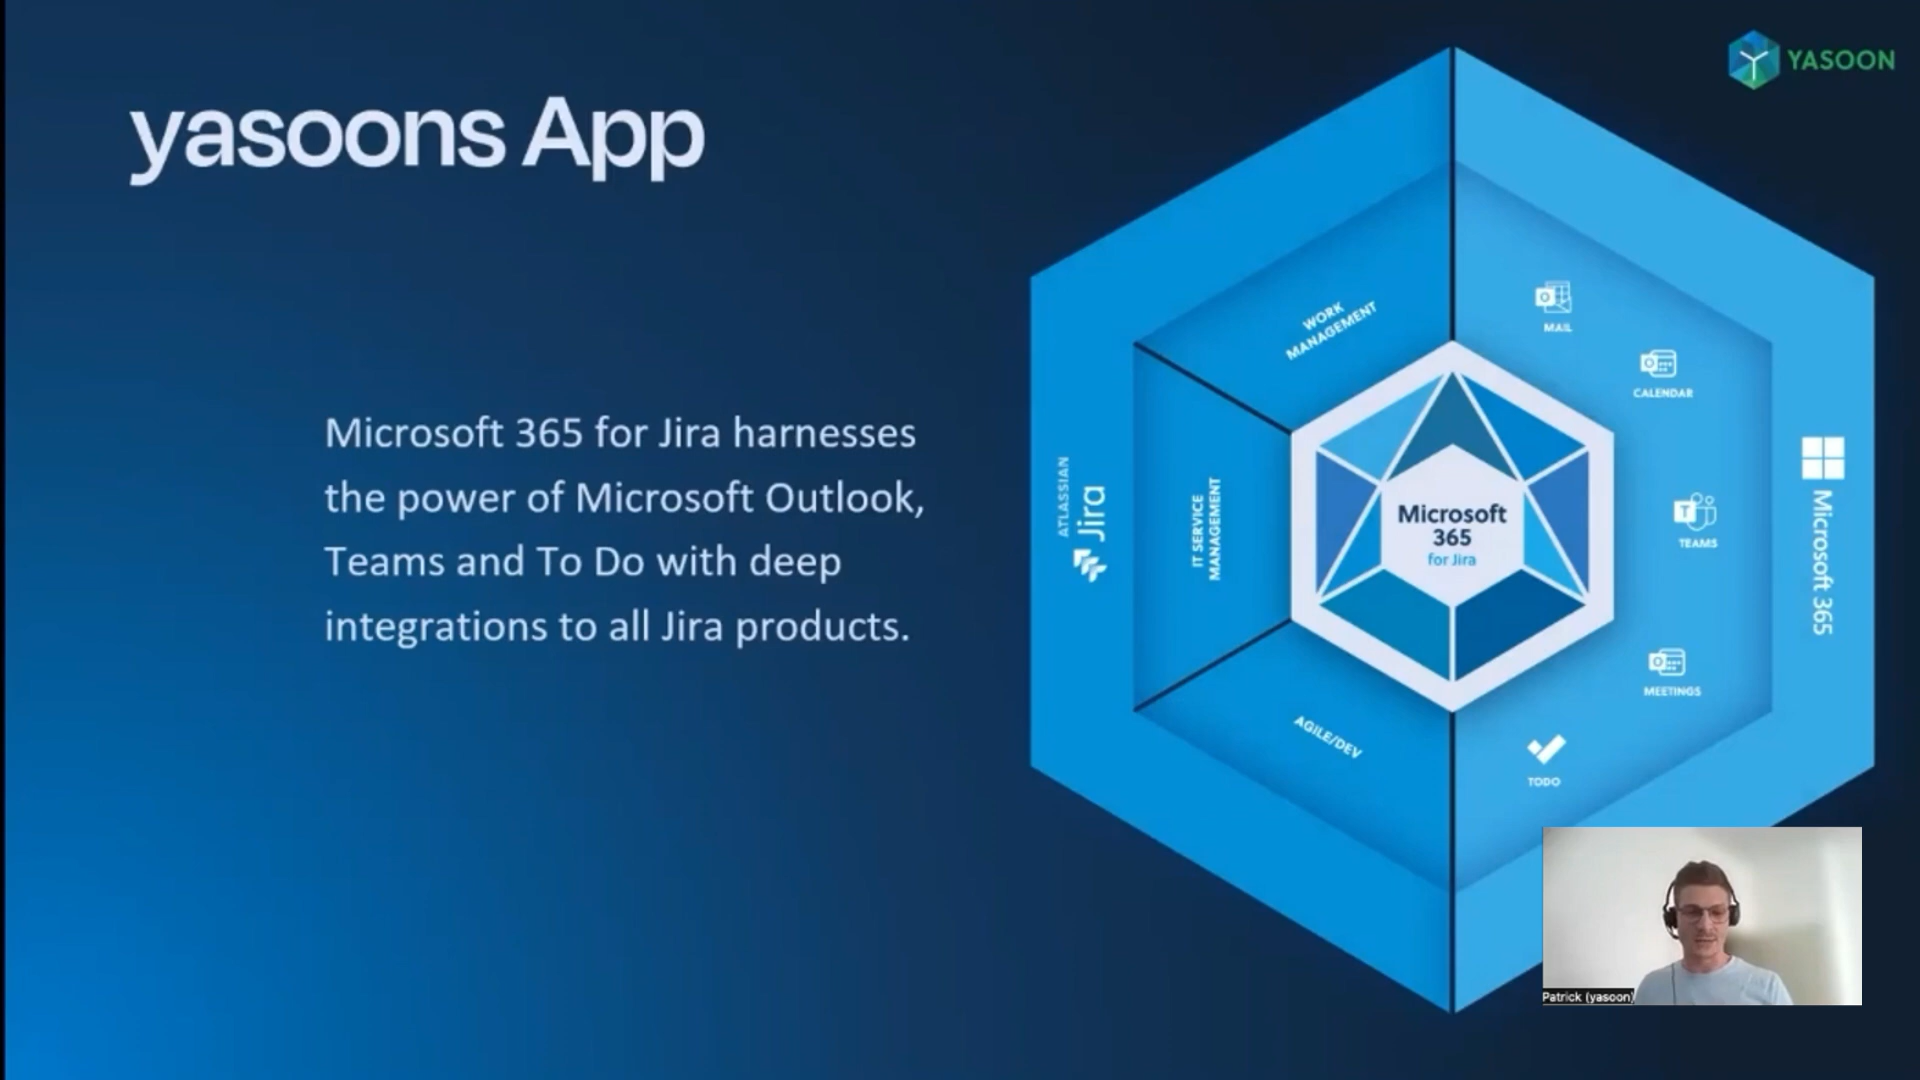 yasoons App
YASOON
Microsoft 365 for Jira harnesses
the power of Microsoft Outlook,
Teams and To Do with deep
integrations to all Jira products.
ATLASSIAN
Jira
WORK
MANAGEMENT
IT SERVICE
MANAGEMENT
AGILE/DEV
Microsoft
365
for Jira
MAIL
CALENDAR
TEAMS
MEETINGS
TODO
Microsoft 365
Patrick (yasoon)